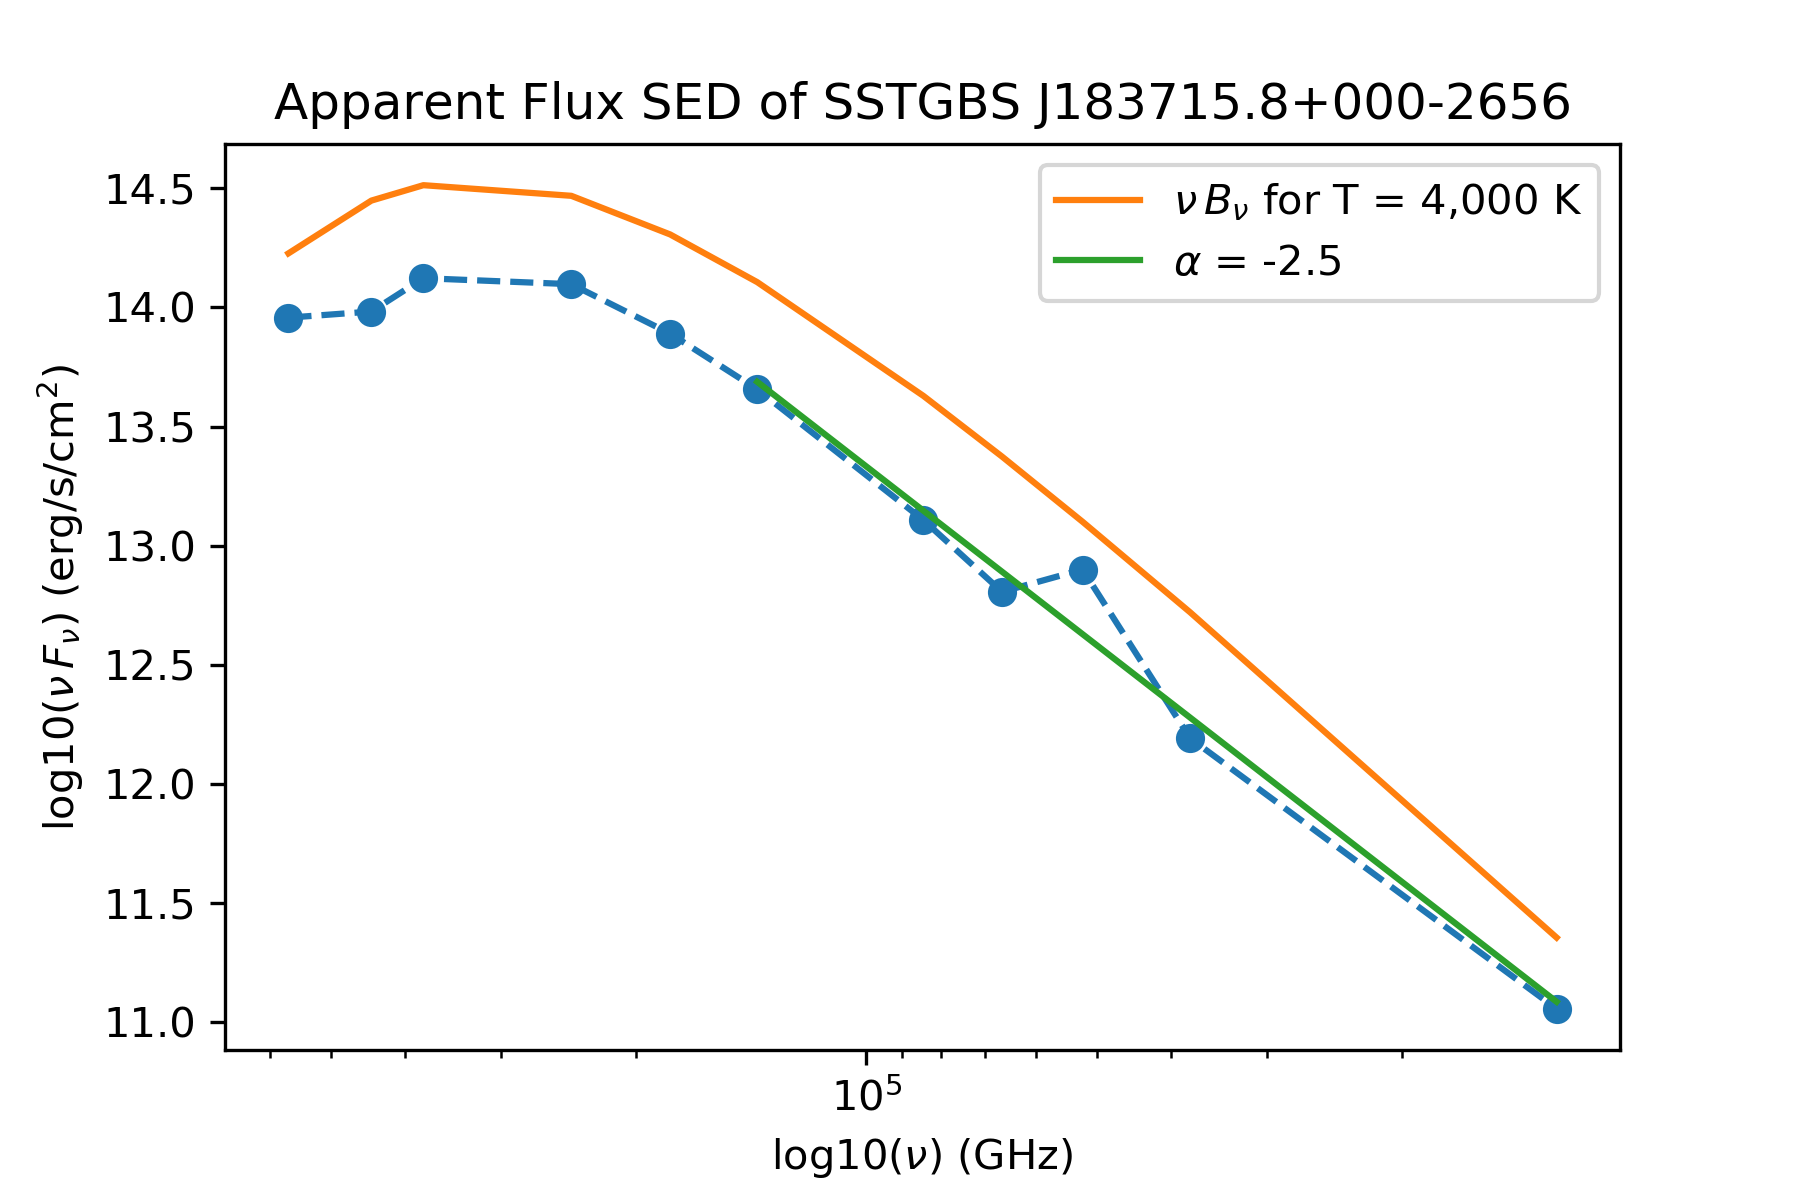 Apparent Flux SED of SSTGBS J183715.8+000-2656
ν B_ν for T = 4,000 K
α = -2.5
14.5
14.0
13.5
13.0
12.5
12.0
11.5
11.0
log10(ν F_ν) (erg/s/cm²)
10⁵
log10(ν) (GHz)